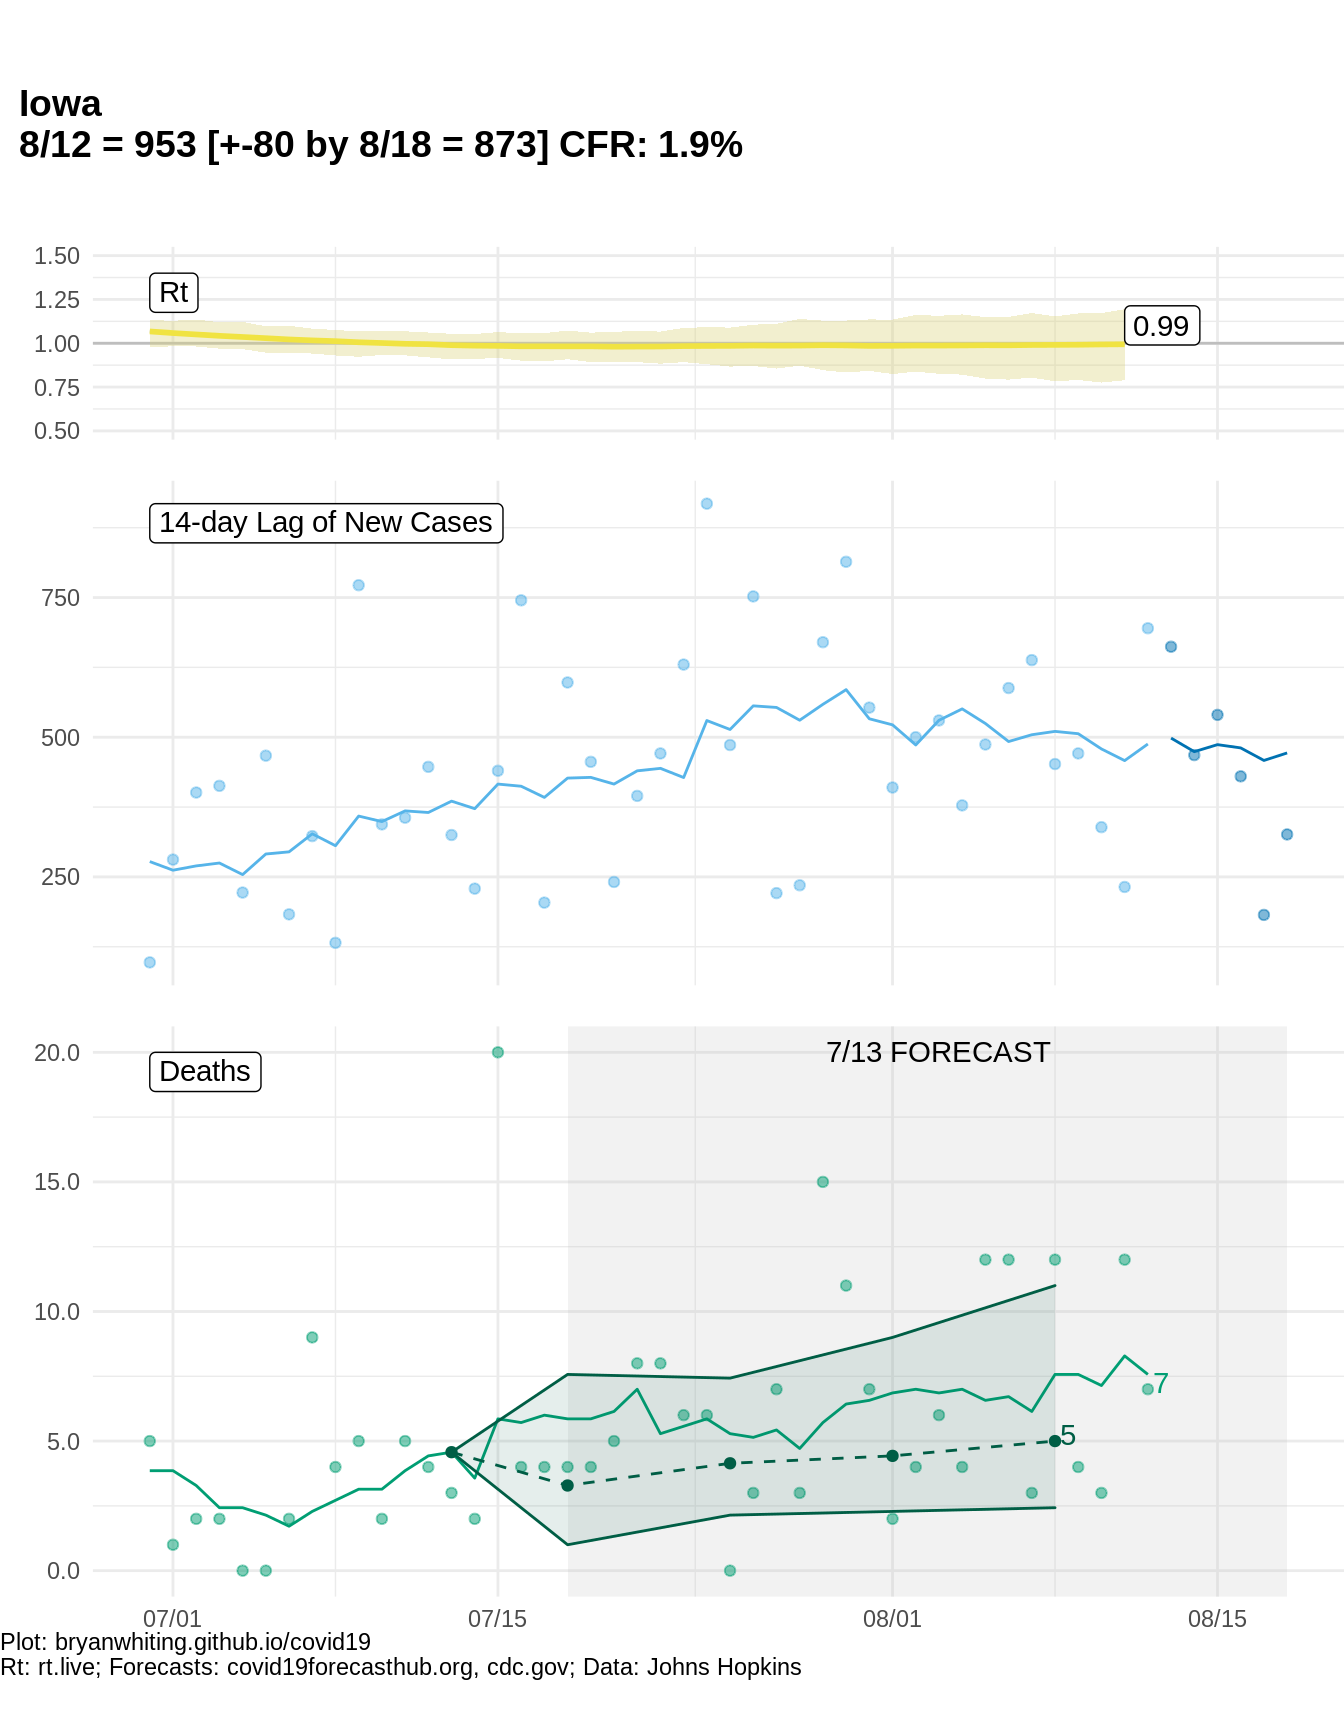 Iowa
8/12 = 953 [+-80 by 8/18 = 873] CFR: 1.9%
1.50
Rt
1.25
0.99
1.00
0.75
0.50
14-day Lag of New Cases
750
500
250
7/13 FORECAST
20.0
Deaths
15.0
10.0
7
5
5.0
0.0
07/01 07/15 08/01 08/15
Plot: bryanwhiting.github.io/covid19
Rt: rt.live; Forecasts: covid19forecasthub.org, cdc.gov; Data: Johns Hopkins